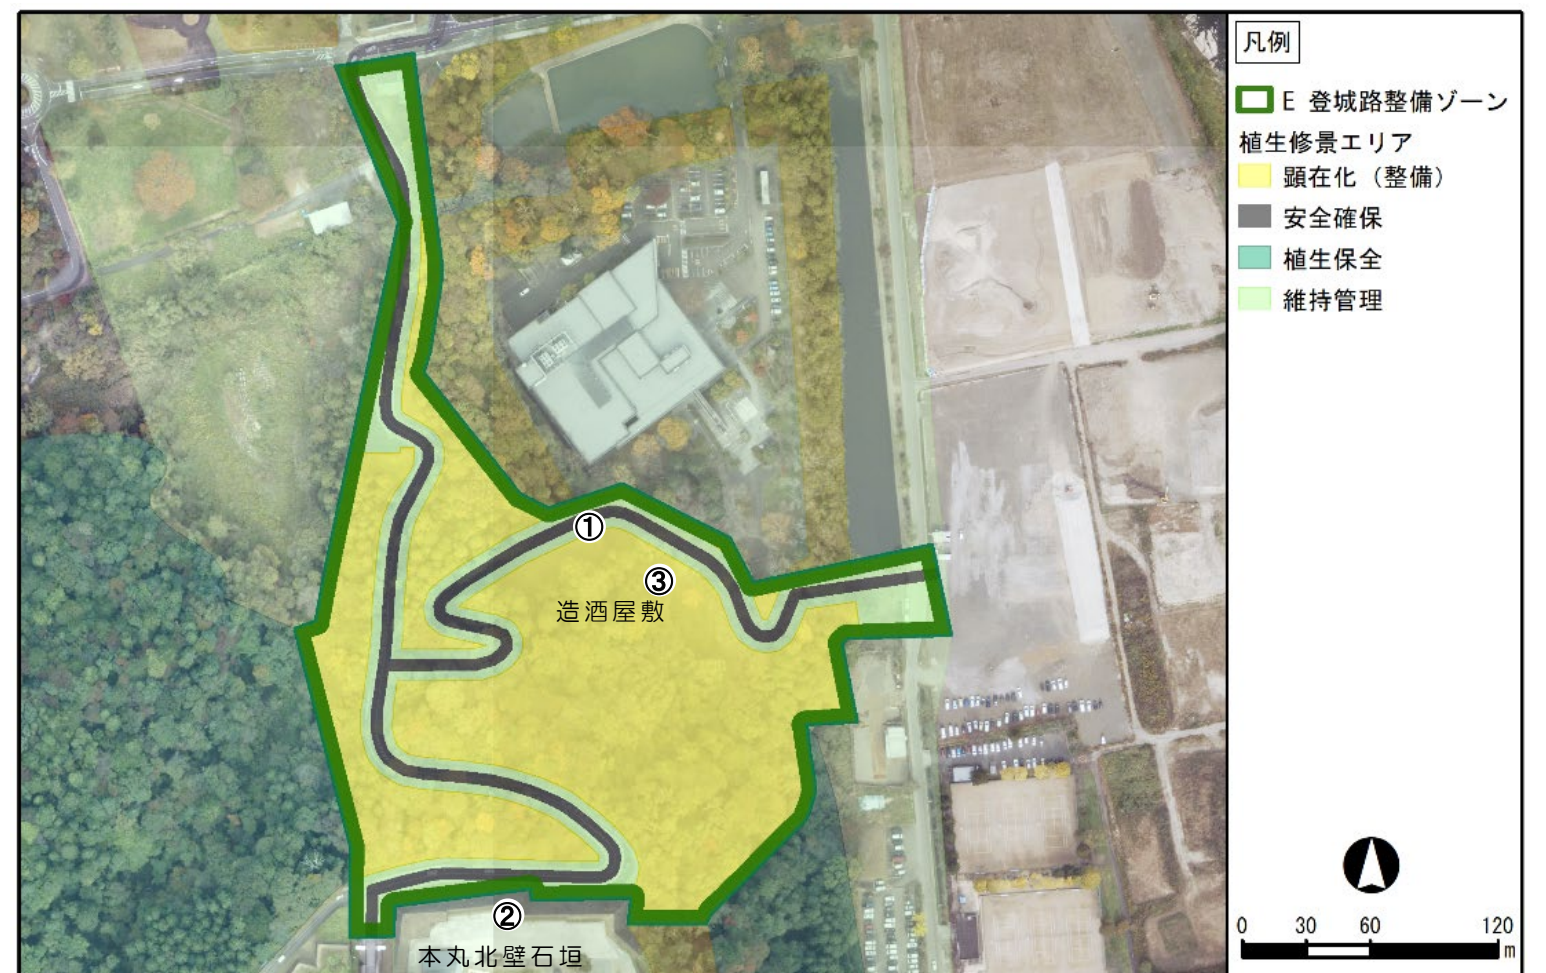 凡例
E 登城路整備ゾーン
植生修景エリア
顕在化（整備）
安全確保
植生保全
維持管理
①
③
造酒屋敷
②
本丸北壁石垣
0 30 60 120
m